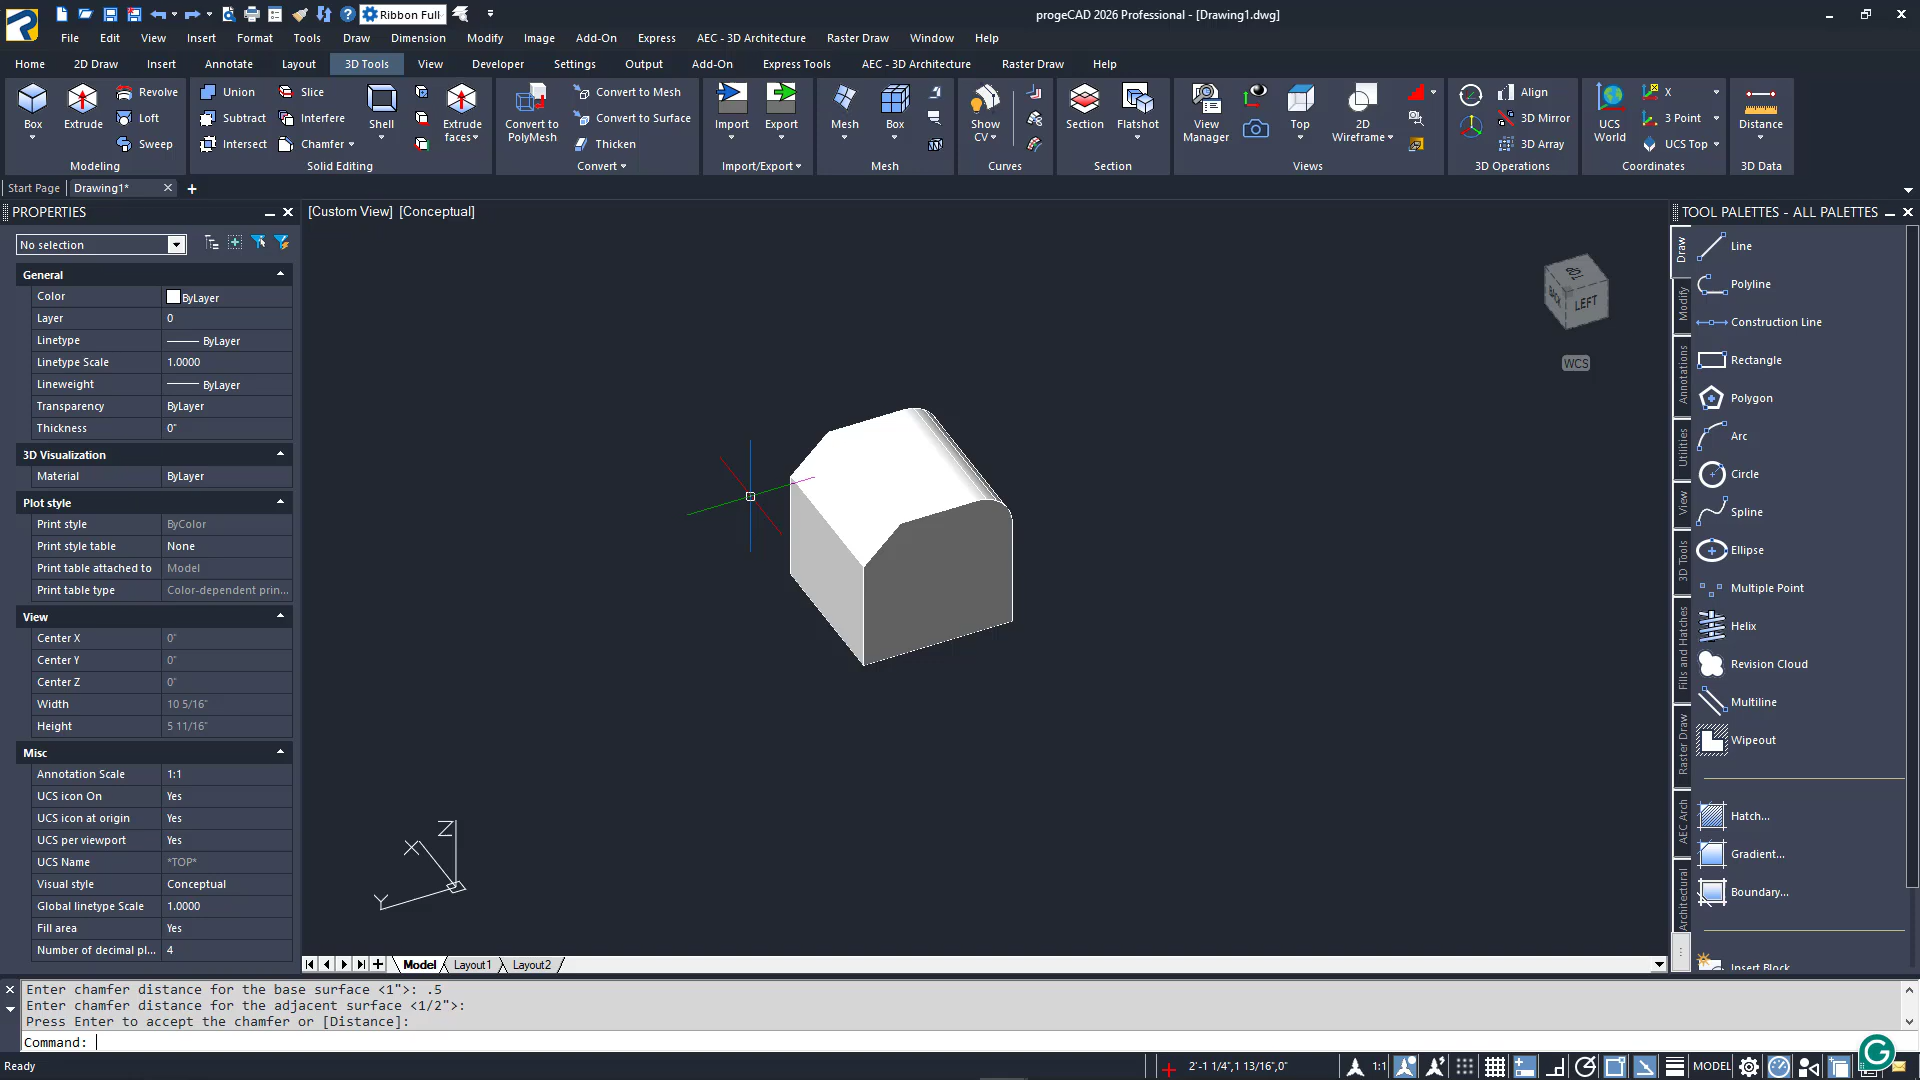 Ribbon Full
progeCAD 2026 Professional - [Drawing1.dwg]
File Edit View Insert Format Tools Draw Dimension Modify Image Add-On Express AEC - 3D Architecture Raster Draw Window Help
Home 2D Draw Insert Annotate Layout 3D Tools View Developer Settings Output Add-On Express Tools AEC - 3D Architecture Raster Draw Help
Box
Extrude
Revolve
Loft
Sweep
Modeling
Union
Subtract
Intersect
Slice
Interfere
Chamfer
Shell
Extrude
faces
Solid Editing
Convert to
PolyMesh
Convert to Mesh
Convert to Surface
Thicken
Convert
Import
Export
Import/Export
Mesh
Box
Mesh
Show
CV
Curves
Section
Flatshot
Section
View
Manager
Top
2D
Wireframe
Views
Align
3D Mirror
3D Array
3D Operations
UCS
World
X
3 Point
UCS Top
Coordinates
Distance
3D Data
Start Page
Drawing1*
PROPERTIES
No selection
General
Color ByLayer
Layer 0
Linetype ByLayer
Linetype Scale 1.0000
Lineweight ByLayer
Transparency ByLayer
Thickness 0"
3D Visualization
Material ByLayer
Plot style
Print style ByColor
Print style table None
Print table attached to Model
Print table type Color-dependent prin...
View
Center X 0"
Center Y 0"
Center Z 0"
Width 10 5/16"
Height 5 11/16"
Misc
Annotation Scale 1:1
UCS icon On Yes
UCS icon at origin Yes
UCS per viewport Yes
UCS Name *TOP*
Visual style Conceptual
Global linetype Scale 1.0000
Fill area Yes
Number of decimal pl... 4
[Custom View] [Conceptual]
TOP
BACK
LEFT
WCS
Z
X
Y
TOOL PALETTES - ALL PALETTES
Draw
Modify
Annotations
Utilities
View
3D Tools
Fills and Hatches
Raster Draw
AEC Arch
Architectural
Line
Polyline
Construction Line
Rectangle
Polygon
Arc
Circle
Spline
Ellipse
Multiple Point
Helix
Revision Cloud
Multiline
Wipeout
Hatch...
Gradient...
Boundary...
Insert Block
Model Layout1 Layout2
Enter chamfer distance for the base surface <1">: .5
Enter chamfer distance for the adjacent surface <1/2">:
Press Enter to accept the chamfer or [Distance]:
Command:
Ready
2'-1 1/4",1 13/16",0"
1:1
MODEL